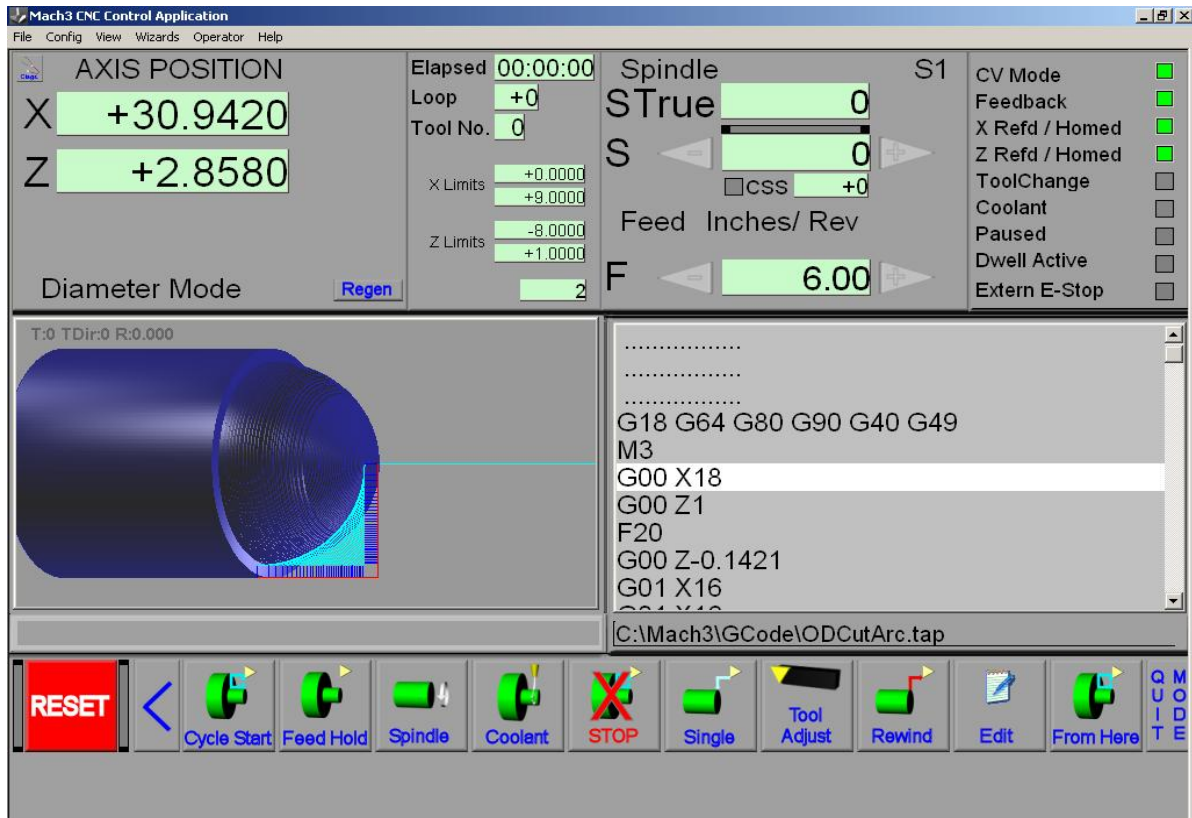 Mach3 CNC Control Application
File Config View Wizards Operator Help
AXIS POSITION
X +30.9420
Z +2.8580
Diameter Mode
Regen
Elapsed 00:00:00
Loop +0
Tool No. 0
X Limits +0.0000
+9.0000
Z Limits -8.0000
+1.0000
2
Spindle S1
STrue 0
S 0
CSS +0
Feed Inches/ Rev
F 6.00
CV Mode
Feedback
X Refd / Homed
Z Refd / Homed
ToolChange
Coolant
Paused
Dwell Active
Extern E-Stop
T:0 TDir:0 R:0.000
.................
.................
.................
G18 G64 G80 G90 G40 G49
M3
G00 X18
G00 Z1
F20
G00 Z-0.1421
G01 X16
C:\Mach3\GCode\ODCutArc.tap
RESET
Cycle Start
Feed Hold
Spindle
Coolant
STOP
Single
Tool
Adjust
Rewind
Edit
From Here
QUIT
MODE